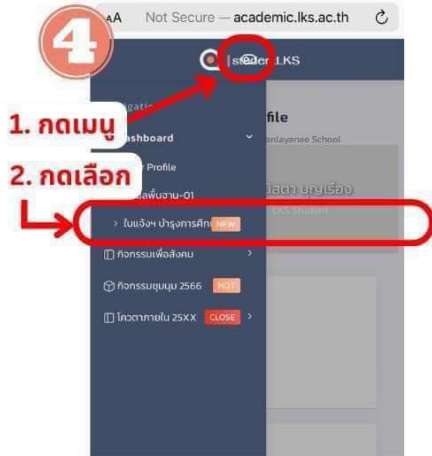 4
AA Not Secure — academic.lks.ac.th
student.LKS
1. กดเมนู
Dashboard
Profile
2. กดเลือก
> ใบแจ้งฯ บำรุงการศึก NEW
กิจกรรมเพื่อสังคม
กิจกรรมชุมนุม 2566 HOT
โควตาภายใน 25XX CLOSE
file
anlayanee School
LKS Student